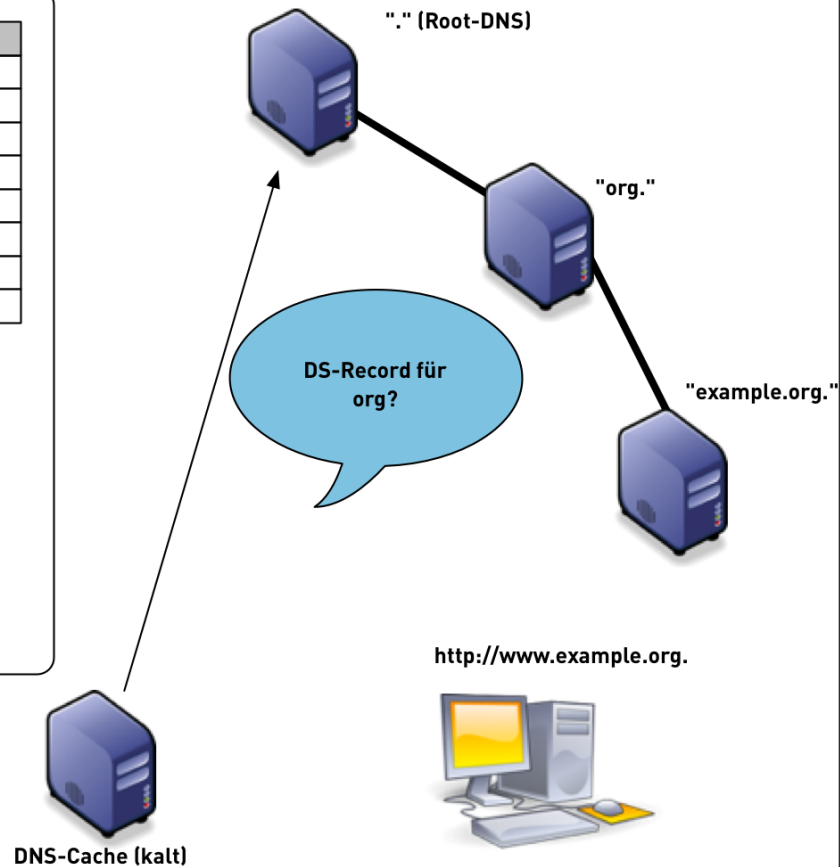 "." (Root-DNS)
"org."
DS-Record für
org?
"example.org."
http://www.example.org.
DNS-Cache (kalt)